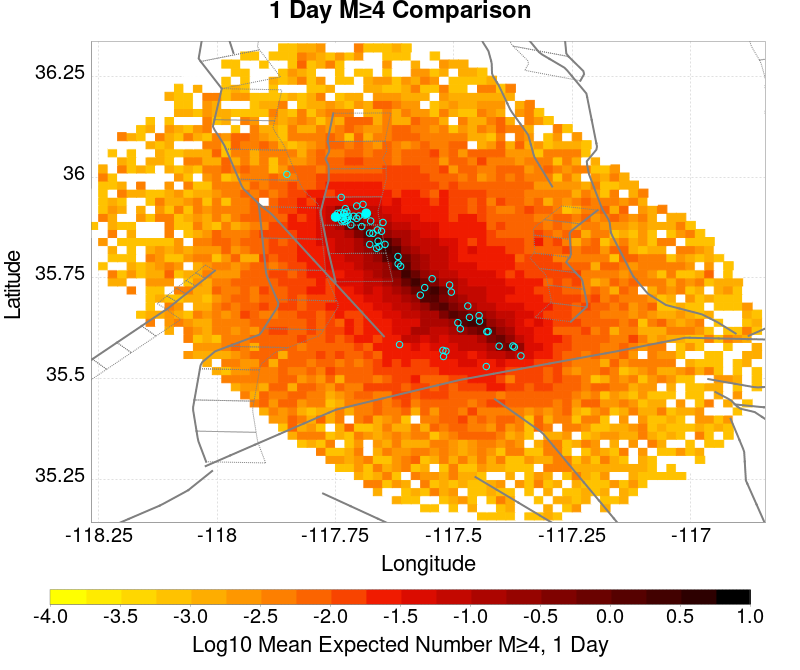 1 Day M≥4 Comparison
36.25
36
35.75
35.5
35.25
Latitude
-118.25 -118 -117.75 -117.5 -117.25 -117
Longitude
-4.0 -3.5 -3.0 -2.5 -2.0 -1.5 -1.0 -0.5 0.0 0.5 1.0
Log10 Mean Expected Number M≥4, 1 Day